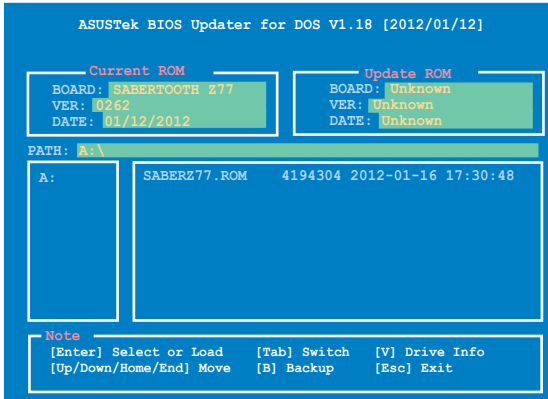 ASUSTek BIOS Updater for DOS V1.18 [2012/01/12]
Current ROM
BOARD: SABERTOOTH Z77
VER: 0262
DATE: 01/12/2012
Update ROM
BOARD: Unknown
VER: Unknown
DATE: Unknown
PATH: A:\
A:
SABERZ77.ROM 4194304 2012-01-16 17:30:48
Note
[Enter] Select or Load [Tab] Switch [V] Drive Info
[Up/Down/Home/End] Move [B] Backup [Esc] Exit